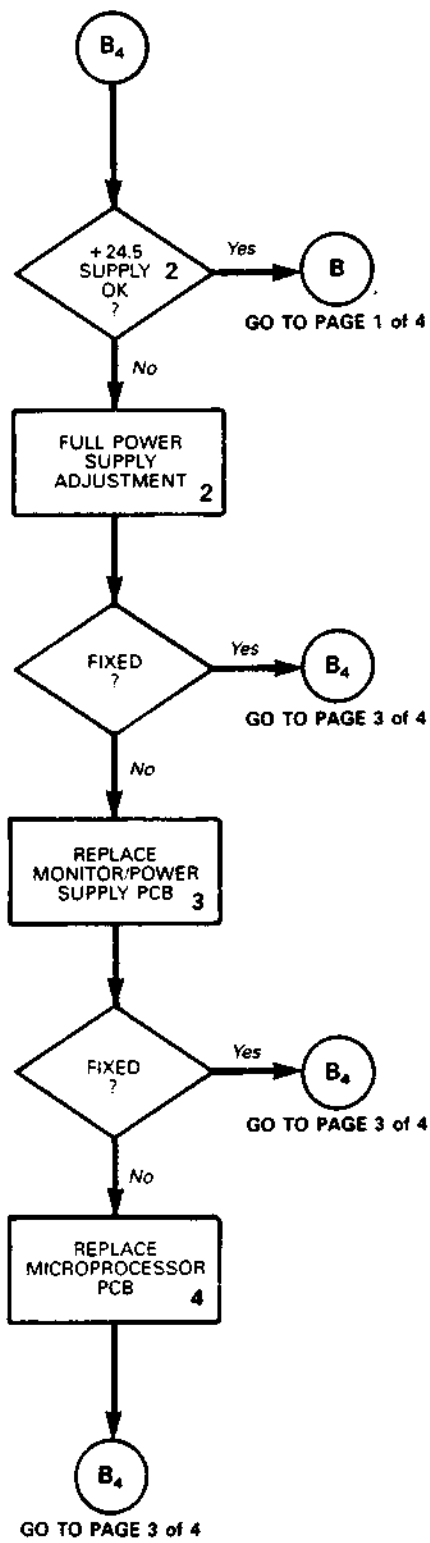 B4
+24.5
SUPPLY 2
OK
?
Yes
B
GO TO PAGE 1 of 4
No
FULL POWER
SUPPLY
ADJUSTMENT
2
FIXED
?
Yes
B4
GO TO PAGE 3 of 4
No
REPLACE
MONITOR/POWER
SUPPLY PCB
3
FIXED
?
Yes
B4
GO TO PAGE 3 of 4
No
REPLACE
MICROPROCESSOR
PCB
4
B4
GO TO PAGE 3 of 4